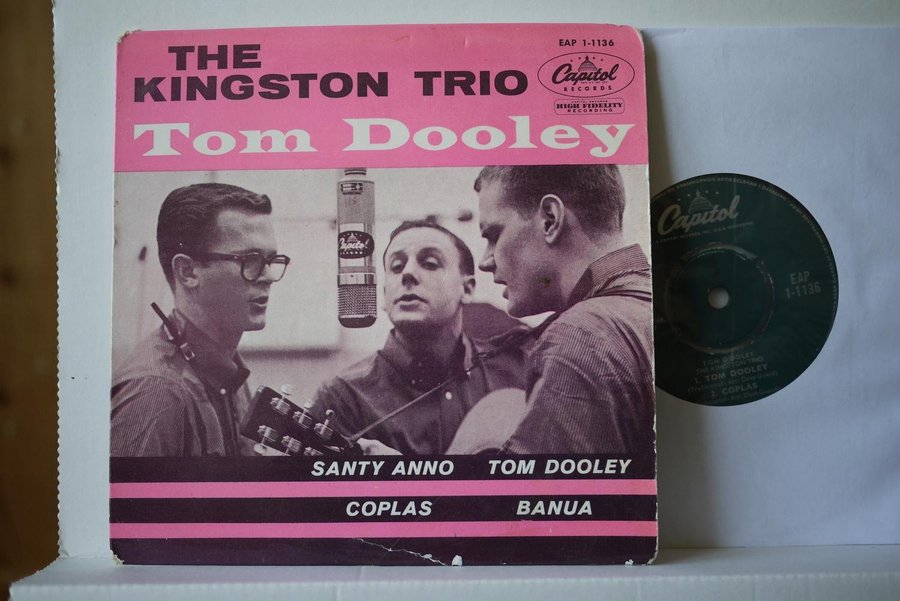 THE
KINGSTON TRIO
EAP 1-1136
Capitol
RECORDS
HIGH FIDELITY
RECORDING
Tom Dooley
Capitol
SANTY ANNO TOM DOOLEY
COPLAS BANUA
Capitol
EAP
1-1136
TOM DOOLEY
THE KINGSTON TRIO
1. TOM DOOLEY
2. COPLAS